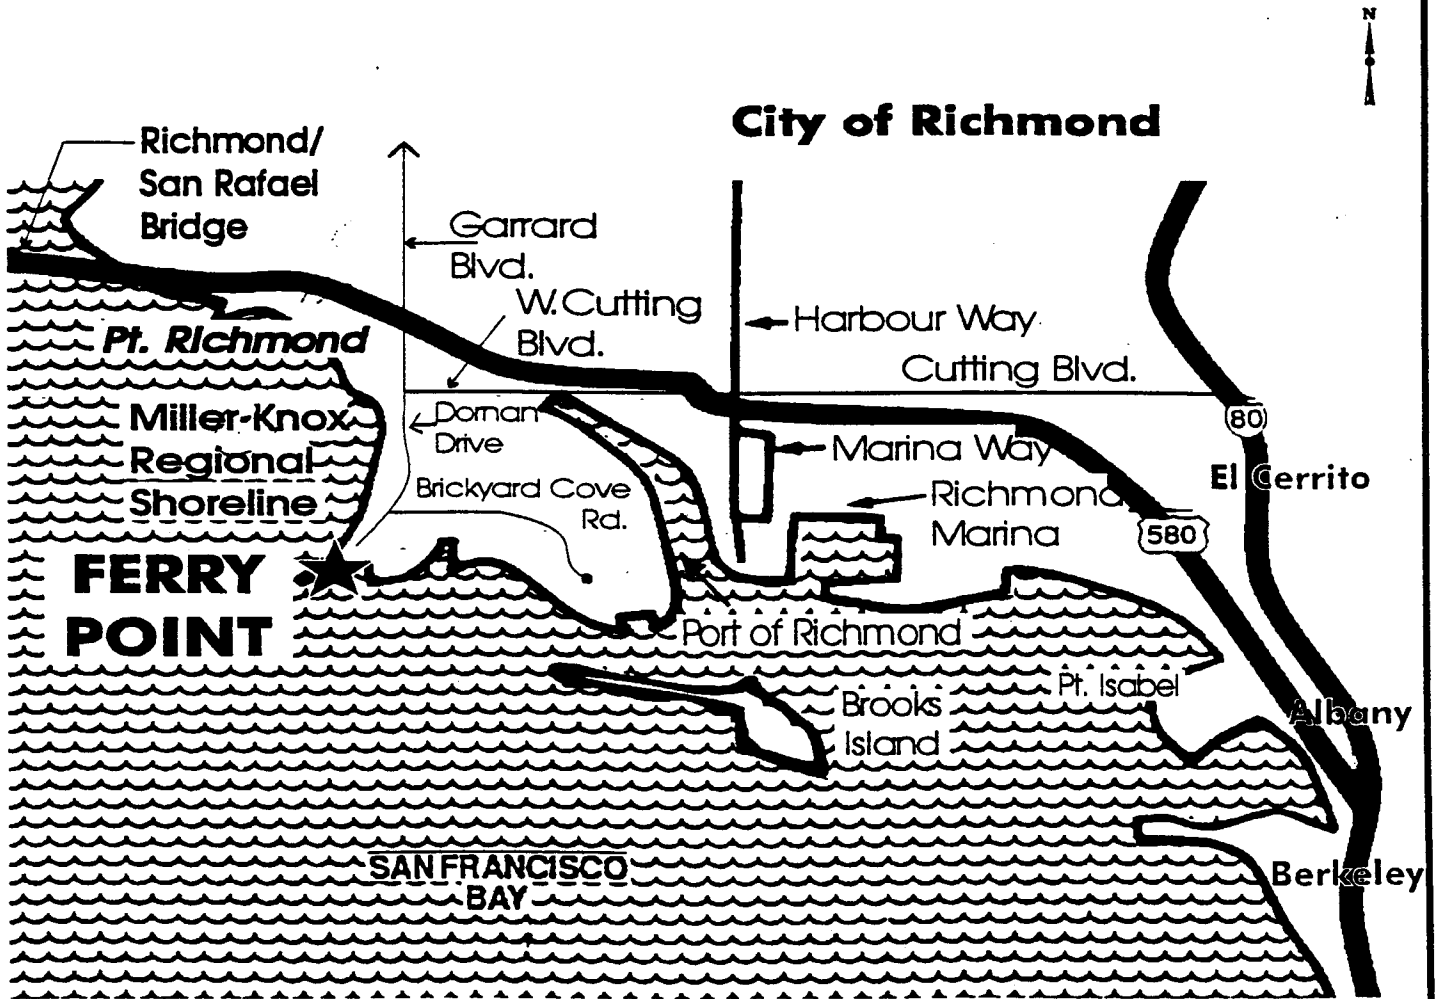 N
City of Richmond
Richmond/
San Rafael
Bridge
Garrard
Blvd.
W. Cutting
Blvd.
Harbour Way
Cutting Blvd.
Pt. Richmond
80
Miller-Knox
Regional
Shoreline
Dornan
Drive
Marina Way
El Cerrito
Brickyard Cove
Rd.
Richmond
Marina
580
FERRY
POINT
Port of Richmond
Pt. Isabel
Brooks
Island
Albany
SAN FRANCISCO
BAY
Berkeley